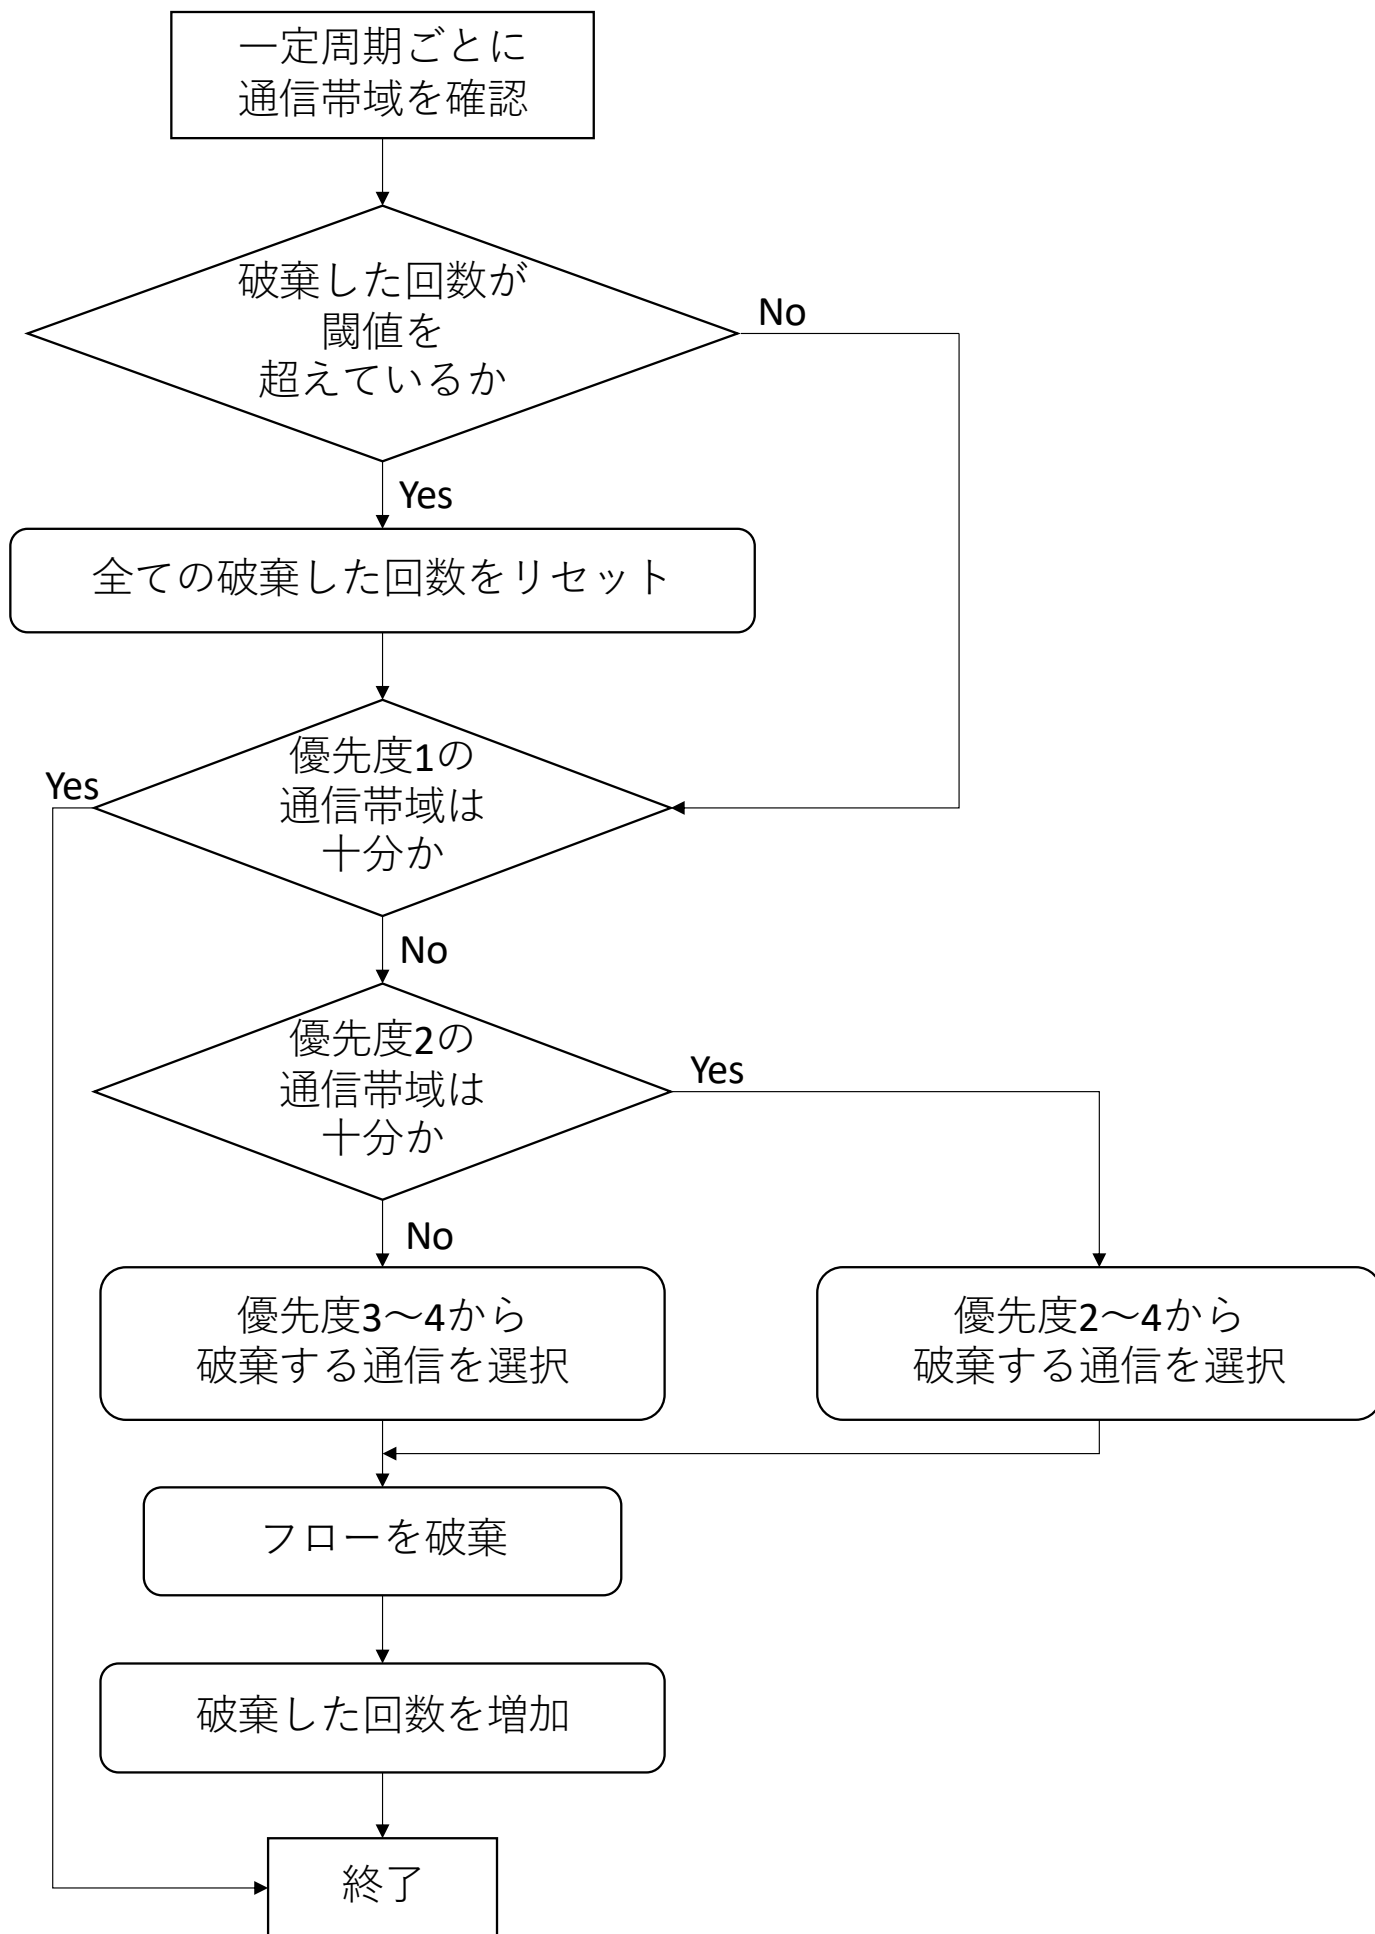 一定周期ごとに
通信帯域を確認
破棄した回数が
閾値を
超えているか
No
Yes
全ての破棄した回数をリセット
優先度1の
通信帯域は
十分か
Yes
No
優先度2の
通信帯域は
十分か
Yes
No
優先度3～4から
破棄する通信を選択
優先度2～4から
破棄する通信を選択
フローを破棄
破棄した回数を増加
終了